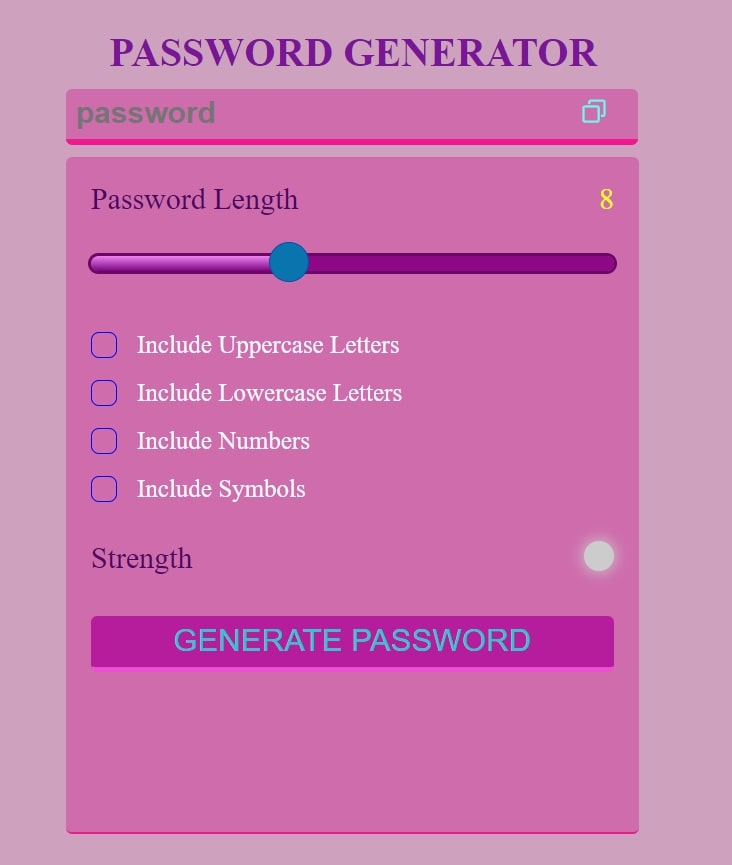 PASSWORD GENERATOR
password
Password Length 8
Include Uppercase Letters
Include Lowercase Letters
Include Numbers
Include Symbols
Strength
GENERATE PASSWORD